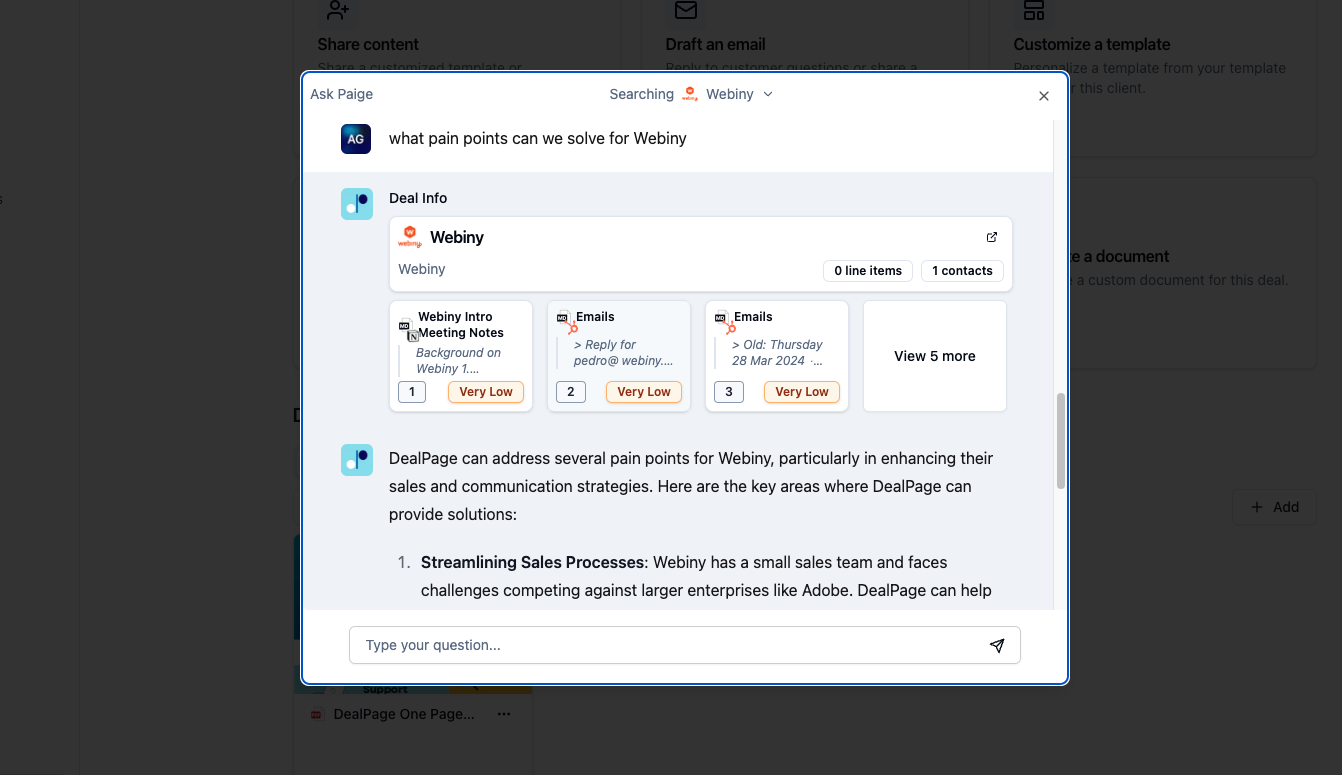 Share content
Draft an email
Customize a template
Share a customized template or
Reply to customer questions or share a
Personalize a template from your template
r this client.
Ask Paige
Searching webiny Webiny
AG
what pain points can we solve for Webiny
Deal Info
webiny Webiny
Webiny
0 line items
1 contacts
MD Webiny Intro
Meeting Notes
Background on
Webiny 1....
1
Very Low
MD Emails
> Reply for
pedro@ webiny....
2
Very Low
MD Emails
> Old: Thursday
28 Mar 2024 ·...
3
Very Low
View 5 more
e a document
a custom document for this deal.
DealPage can address several pain points for Webiny, particularly in enhancing their
sales and communication strategies. Here are the key areas where DealPage can
provide solutions:
1. Streamlining Sales Processes: Webiny has a small sales team and faces
challenges competing against larger enterprises like Adobe. DealPage can help
Add
Type your question...
Support
DealPage One Page... ...